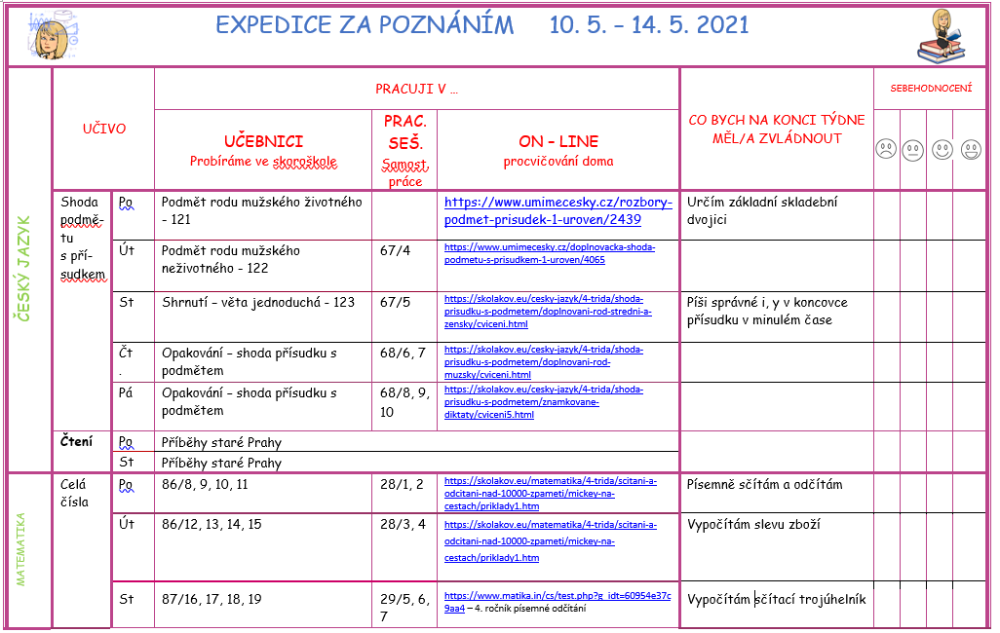 EXPEDICE ZA POZNÁNÍM 10. 5. – 14. 5. 2021
UČIVO
PRACUJI V …
CO BYCH NA KONCI TÝDNE
MĚL/A ZVLÁDNOUT
SEBEHODNOCENÍ
UČEBNICI
Probíráme ve skoroškole
PRAC.
SEŠ.
Samost.
práce
ON – LINE
procvičování doma
ČESKÝ JAZYK
Shoda
podmě-
tu
s pří-
sudkem
Po
Podmět rodu mužského životného
- 121
https://www.umimecesky.cz/rozbory-
podmet-prisudek-1-uroven/2439
Určím základní skladební
dvojici
Út
Podmět rodu mužského
neživotného - 122
67/4
https://www.umimecesky.cz/doplnovacka-shoda-
podmetu-s-prisudkem-1-uroven/4065
St
Shrnutí – věta jednoduchá - 123
67/5
https://skolakov.eu/cesky-jazyk/4-trida/shoda-
prisudku-s-podmetem/doplnovani-rod-stredni-a-
zensky/cviceni.html
Píši správné i, y v koncovce
přísudku v minulém čase
Čt
.
Opakování – shoda přísudku s
podmětem
68/6, 7
https://skolakov.eu/cesky-jazyk/4-trida/shoda-
prisudku-s-podmetem/doplnovani-rod-
muzsky/cviceni.html
Pá
Opakování – shoda přísudku s
podmětem
68/8, 9,
10
https://skolakov.eu/cesky-jazyk/4-trida/shoda-
prisudku-s-podmetem/znamkovane-
diktaty/cviceni5.html
Čtení
Po
Příběhy staré Prahy
St
Příběhy staré Prahy
MATEMATIKA
Celá
čísla
Po
86/8, 9, 10, 11
28/1, 2
https://skolakov.eu/matematika/4-trida/scitani-a-
odcitani-nad-10000-zpameti/mickey-na-
cestach/priklady1.htm
Písemně sčítám a odčítám
Út
86/12, 13, 14, 15
28/3, 4
https://skolakov.eu/matematika/4-trida/scitani-a-
odcitani-nad-10000-zpameti/mickey-na-
cestach/priklady1.htm
Vypočítám slevu zboží
St
87/16, 17, 18, 19
29/5, 6,
7
https://www.matika.in/cs/test.php?g_idt=60954e37c
9aa4 – 4. ročník písemné odčítání
Vypočítám sčítací trojúhelník